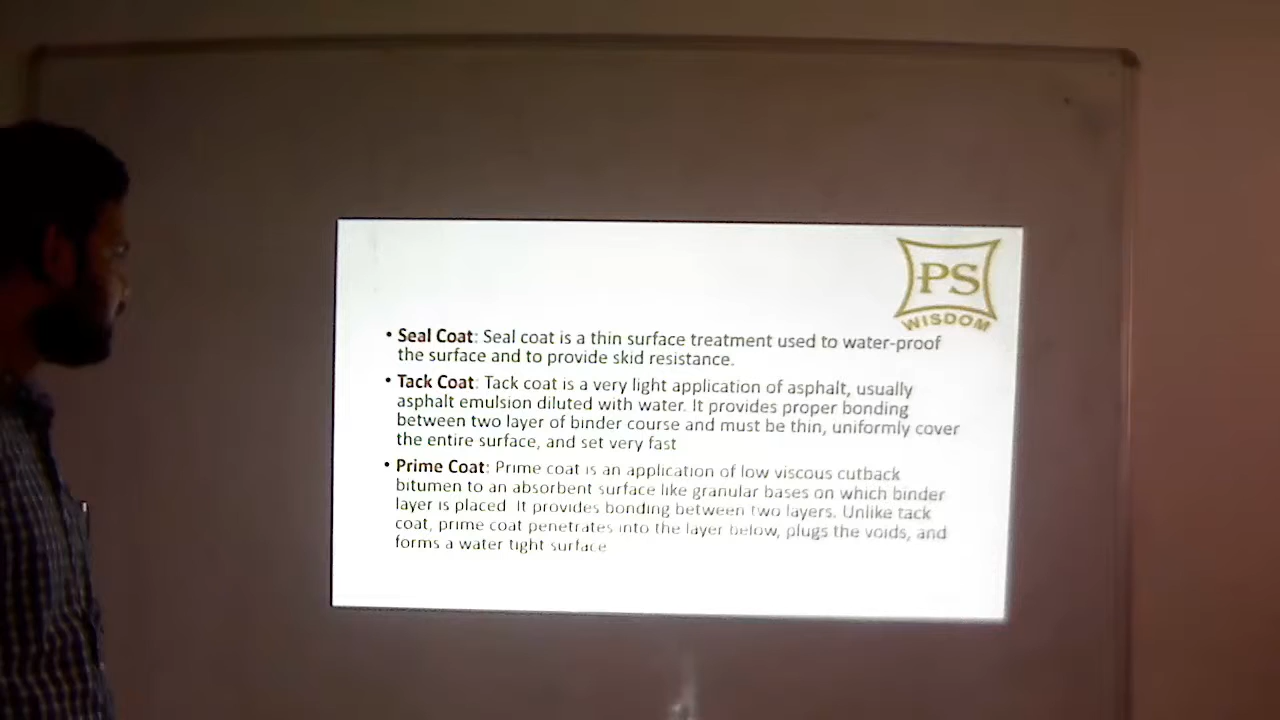 PS
WISDOM
• Seal Coat: Seal coat is a thin surface treatment used to water-proof
the surface and to provide skid resistance.
• Tack Coat: Tack coat is a very light application of asphalt, usually
asphalt emulsion diluted with water. It provides proper bonding
between two layer of binder course and must be thin, uniformly cover
the entire surface, and set very fast
• Prime Coat: Prime coat is an application of low viscous cutback
bitumen to an absorbent surface like granular bases on which binder
layer is placed. It provides bonding between two layers. Unlike tack
coat, prime coat penetrates into the layer below, plugs the voids, and
forms a water tight surface